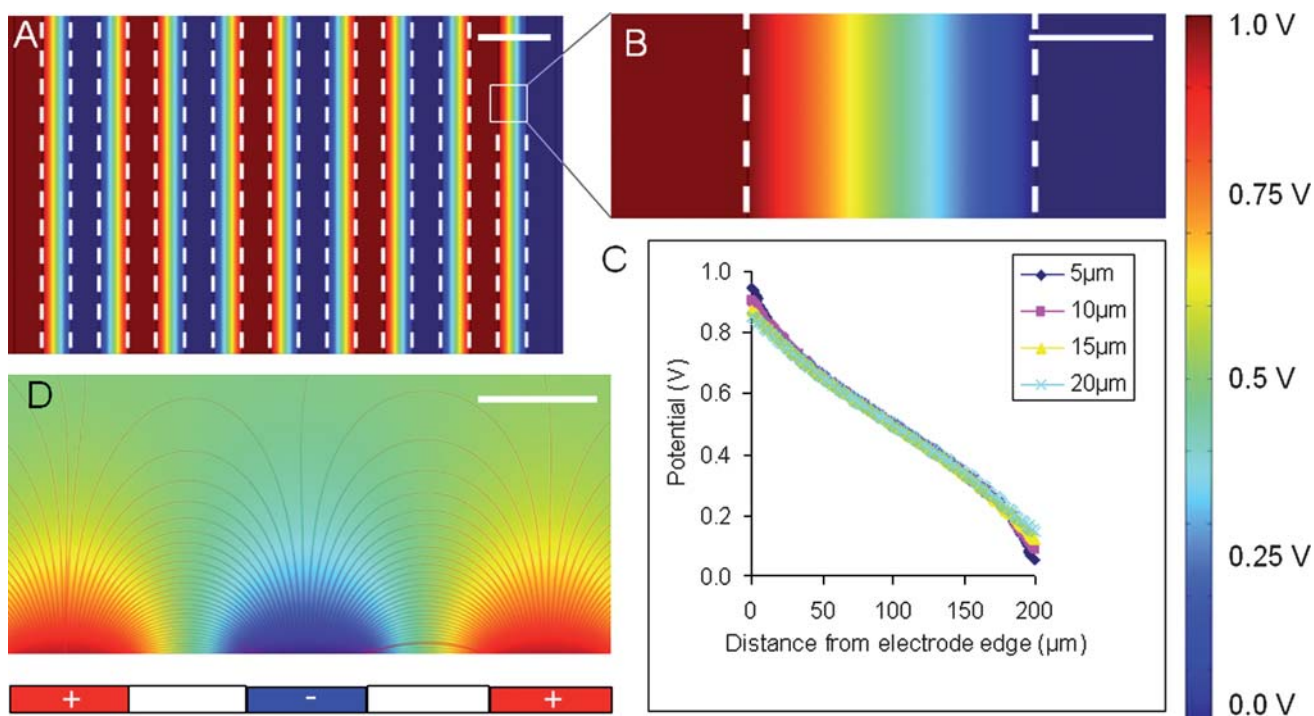 A
B
1.0 V
0.75 V
0.5 V
0.25 V
0.0 V
C
1.0
0.8
0.6
0.4
0.2
0.0
Potential (V)
0 50 100 150 200
Distance from electrode edge (µm)
5µm
10µm
15µm
20µm
D
+ - +